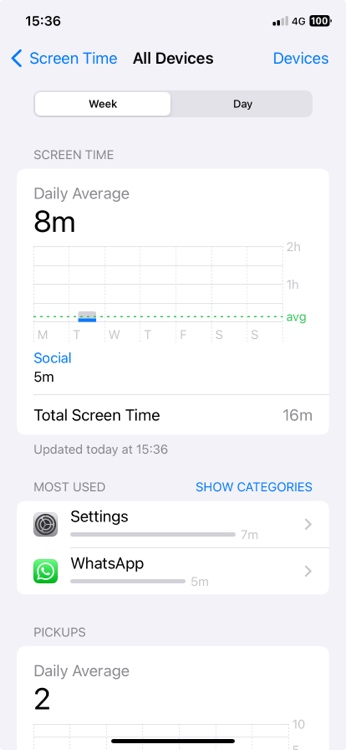 15:36 4G 100
Screen Time All Devices Devices
Week Day
SCREEN TIME
Daily Average
8m
2h
1h
avg
M T W T F S S
Social
5m
Total Screen Time 16m
Updated today at 15:36
MOST USED SHOW CATEGORIES
Settings
7m
WhatsApp
5m
PICKUPS
Daily Average
2
10
5